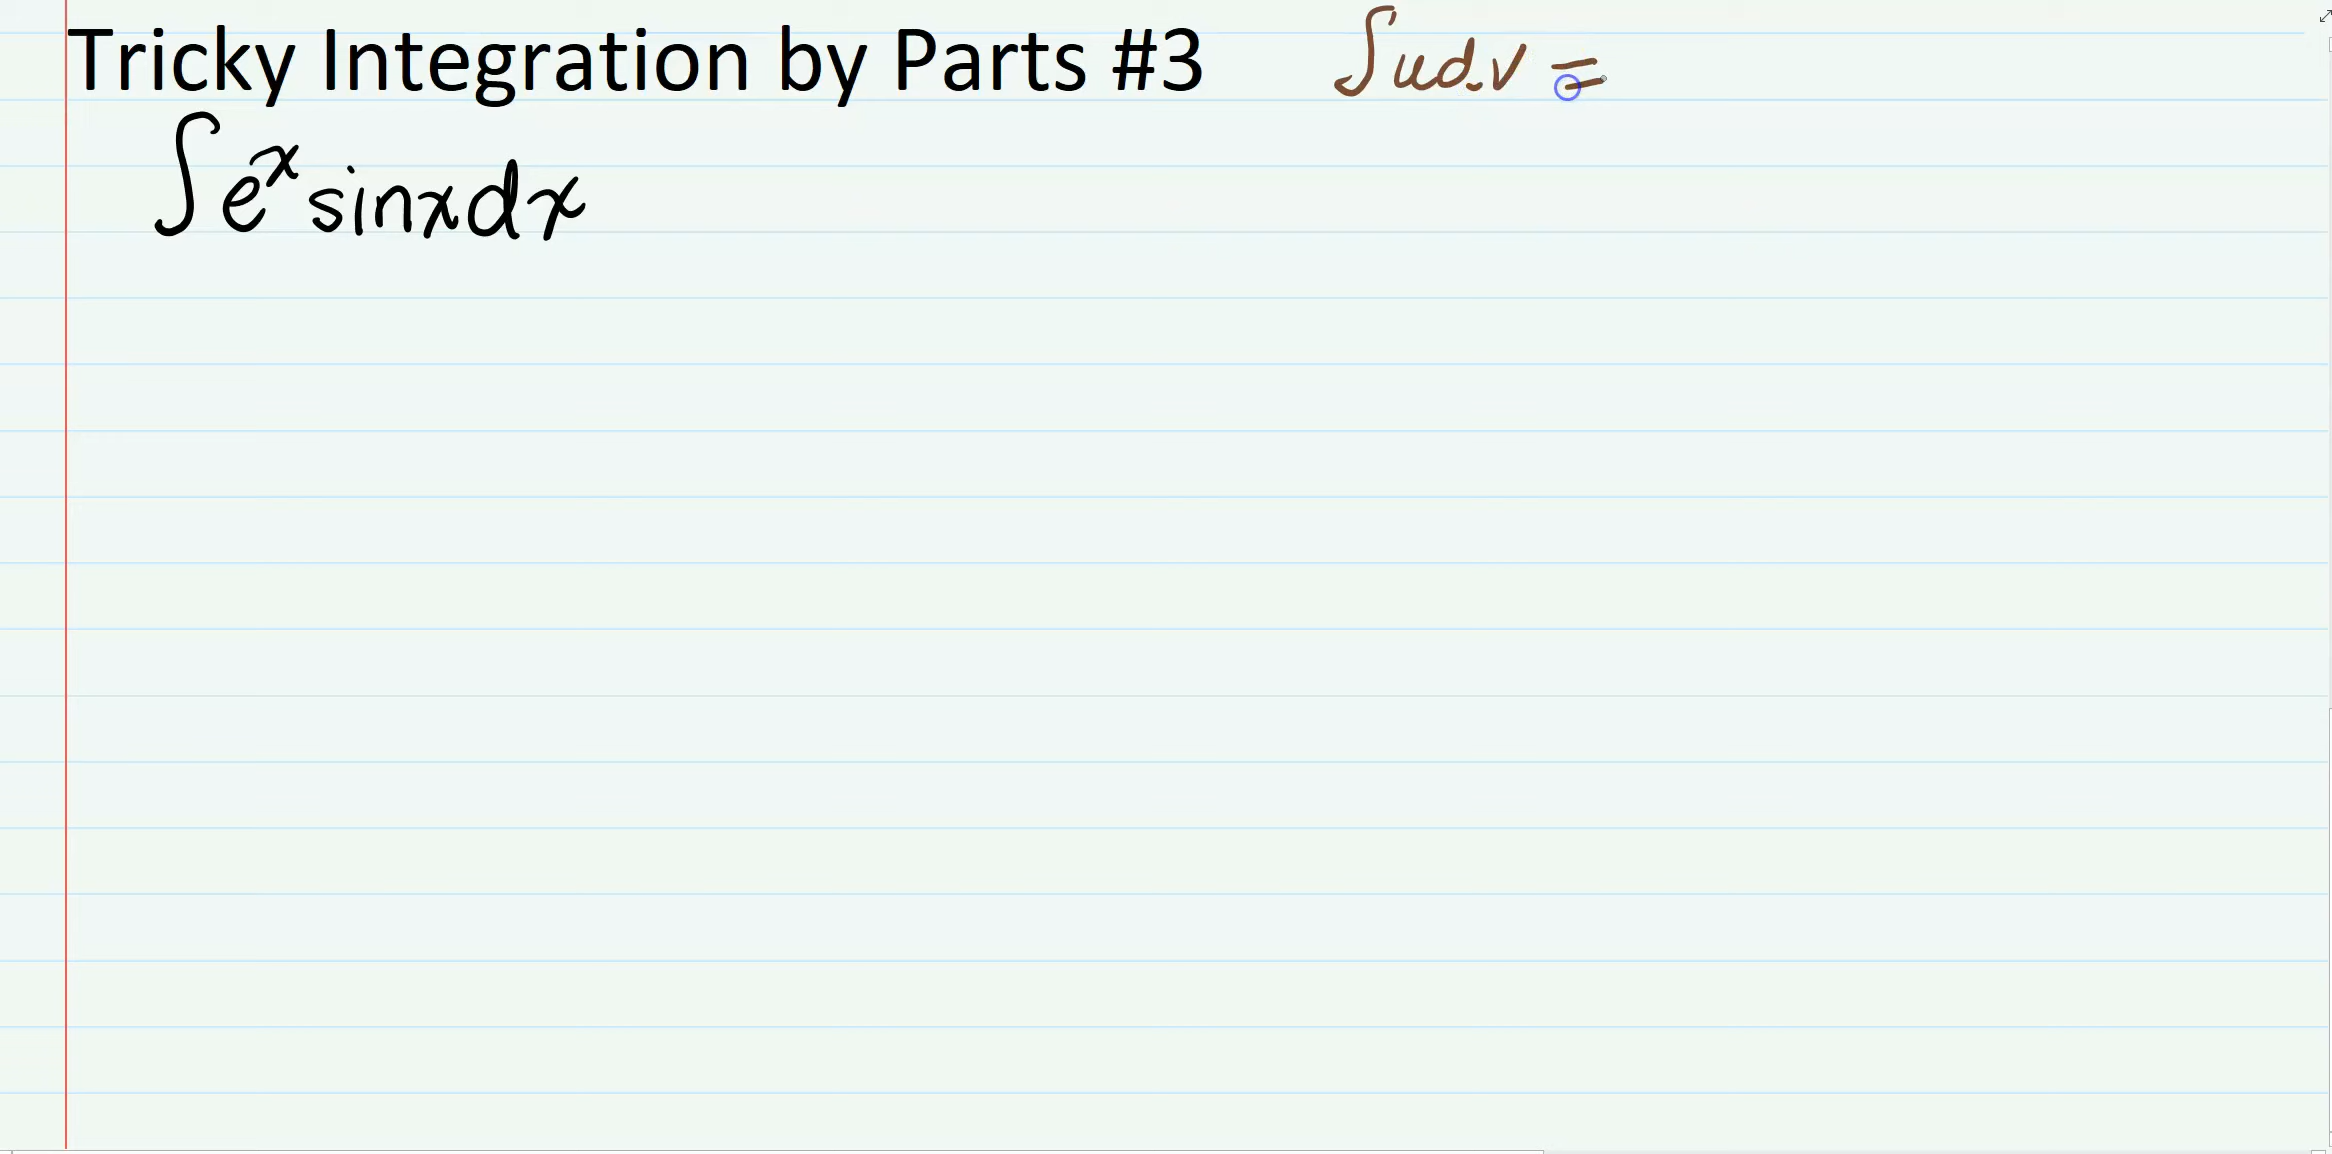 Tricky Integration by Parts #3 ∫udv =
∫eˣsinxdx